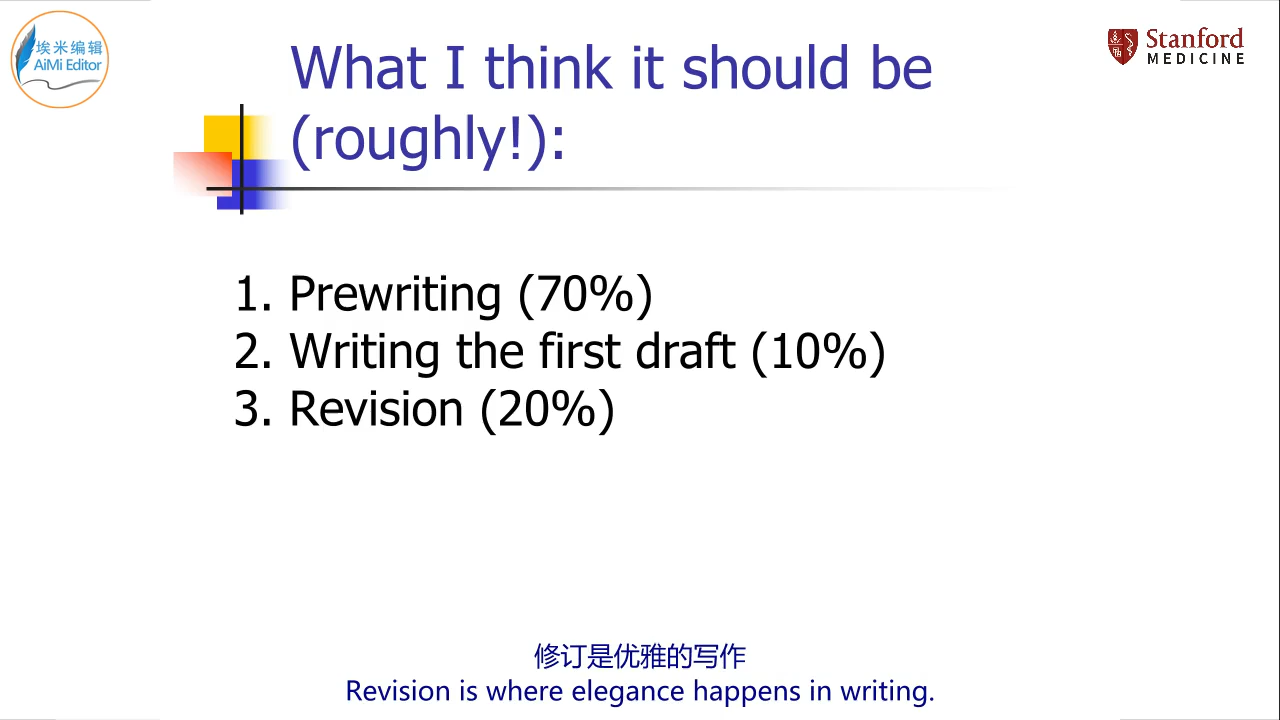 埃米编辑
AiMi Editor
Stanford
MEDICINE
What I think it should be
(roughly!):
1. Prewriting (70%)
2. Writing the first draft (10%)
3. Revision (20%)
修订是优雅的写作
Revision is where elegance happens in writing.